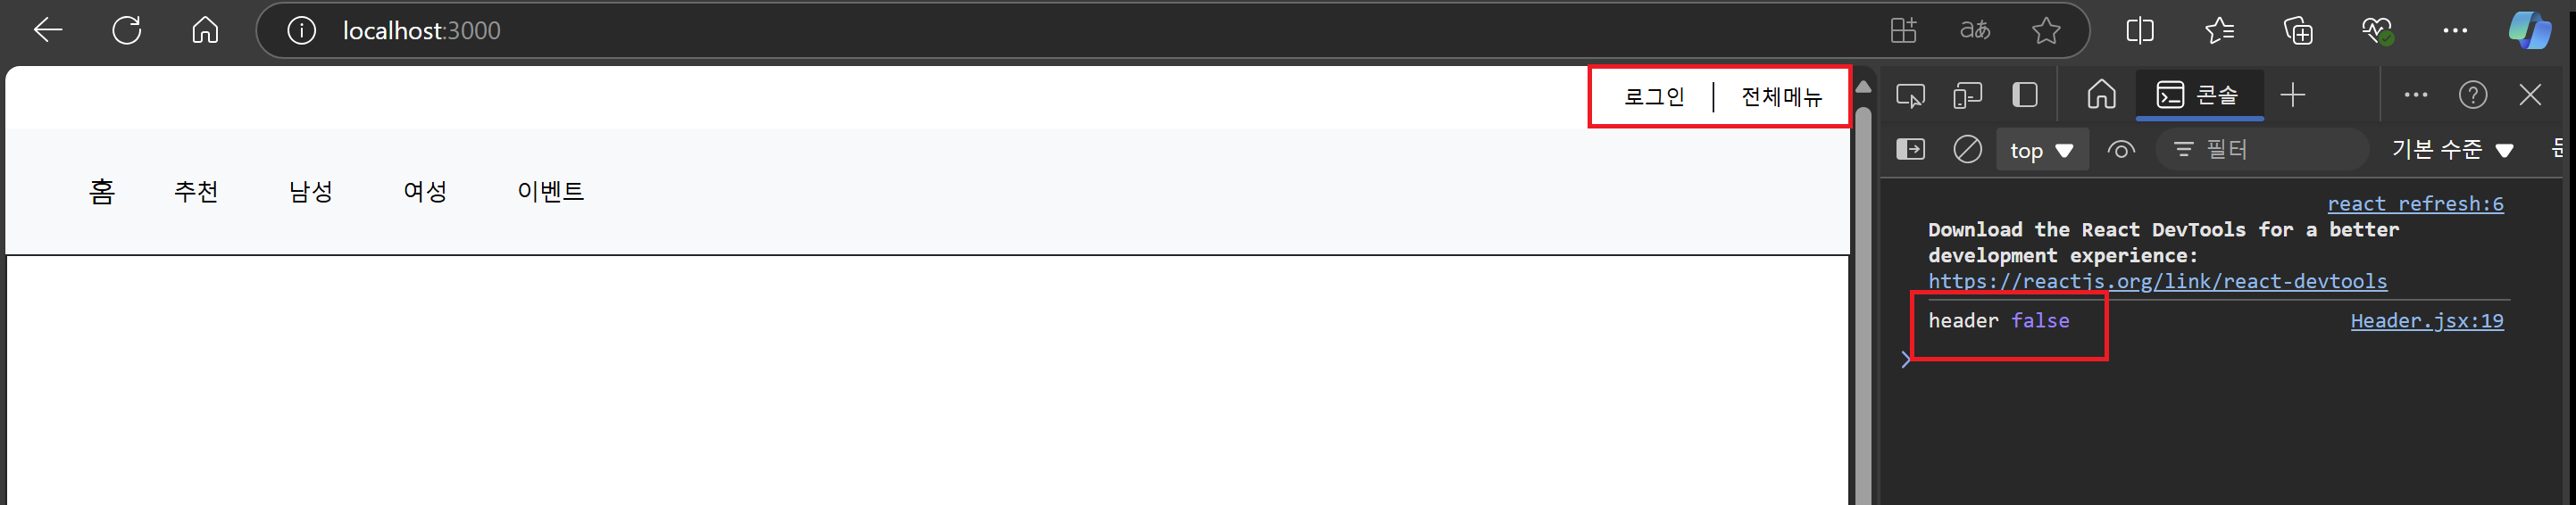 localhost:3000
로그인 | 전체메뉴
홈 추천 남성 여성 이벤트
콘솔
top 필터 기본 수준
react refresh:6
Download the React DevTools for a better
development experience:
https://reactjs.org/link/react-devtools
header false Header.jsx:19